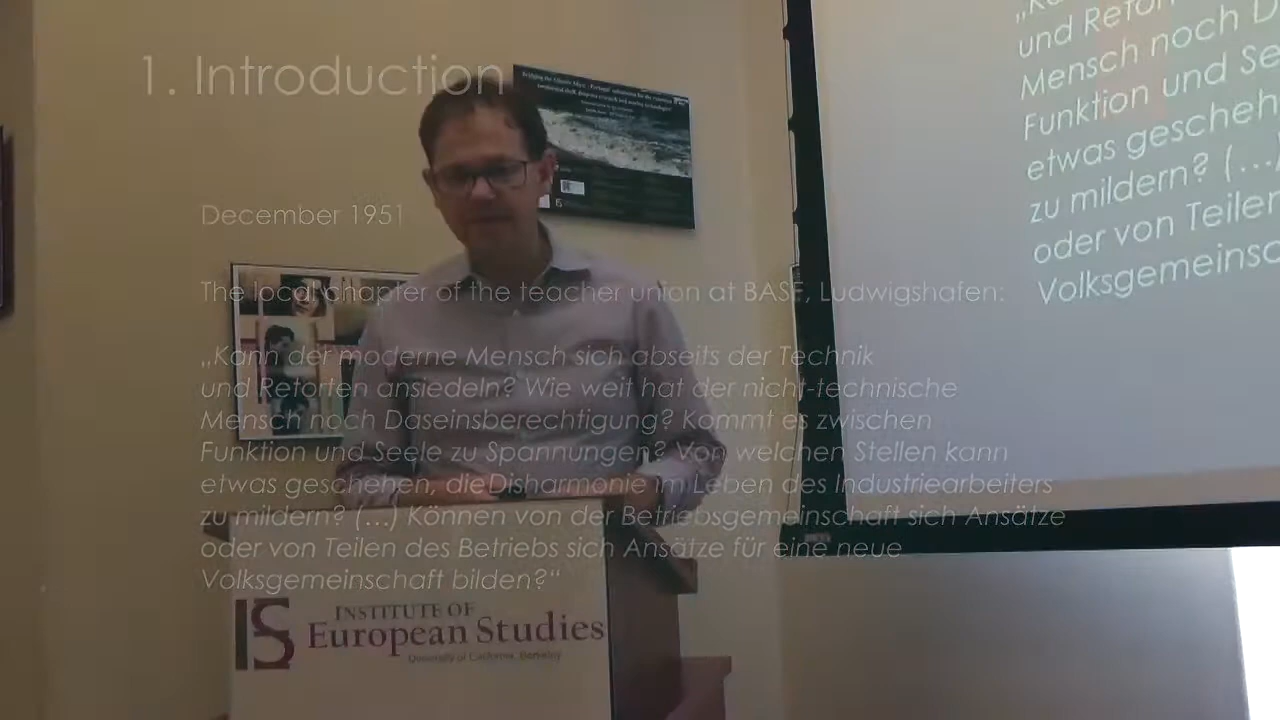 1. Introduction
December 1951
The local chapter of the teacher union at BASF, Ludwigshafen:
„Kann der moderne Mensch sich abseits der Technik
und Retorten ansiedeln? Wie weit hat der nicht-technische
Mensch noch Daseinsberechtigung? Kommt es zwischen
Funktion und Seele zu Spannungen? Von welchen Stellen kann
etwas geschehen, die Disharmonie im Leben des Industriearbeiters
zu mildern? (...) Können von der Betriebsgemeinschaft sich Ansätze
oder von Teilen des Betriebs sich Ansätze für eine neue
Volksgemeinschaft bilden?“
und Retor
Mensch noch D
Funktion und Se
etwas gescheh
zu mildern? (...)
oder von Teilen
Volksgemeinsc
IS
INSTITUTE OF
European Studies
University of California, Berkeley